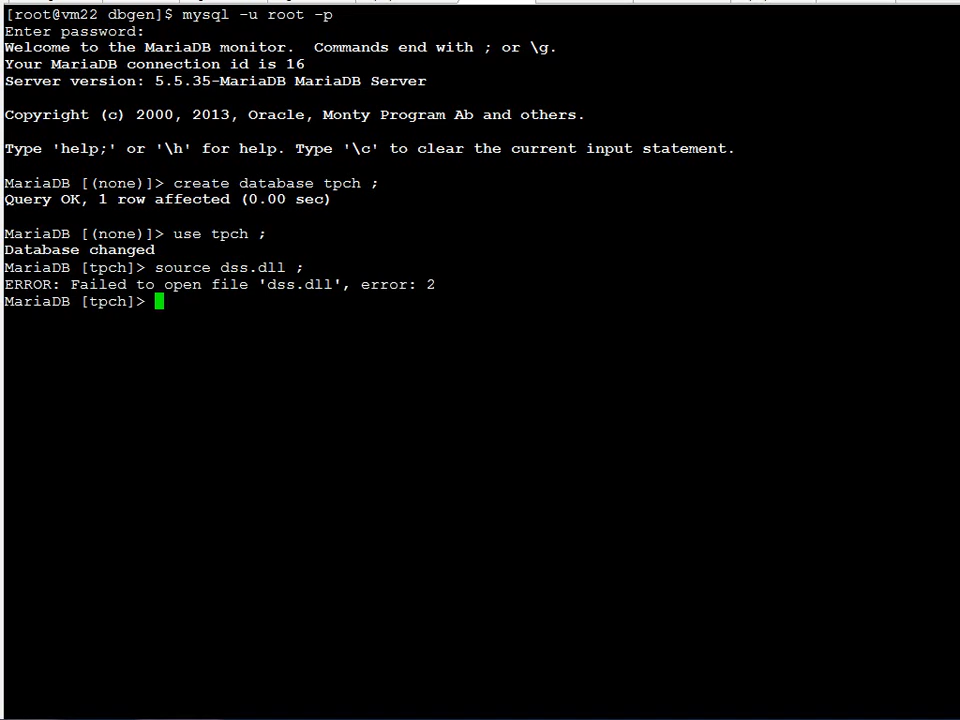 [root@vm22 dbgen]$ mysql -u root -p
Enter password:
Welcome to the MariaDB monitor.  Commands end with ; or \g.
Your MariaDB connection id is 16
Server version: 5.5.35-MariaDB MariaDB Server
Copyright (c) 2000, 2013, Oracle, Monty Program Ab and others.
Type 'help;' or '\h' for help. Type '\c' to clear the current input statement.
MariaDB [(none)]> create database tpch ;
Query OK, 1 row affected (0.00 sec)
MariaDB [(none)]> use tpch ;
Database changed
MariaDB [tpch]> source dss.dll ;
ERROR: Failed to open file 'dss.dll', error: 2
MariaDB [tpch]>